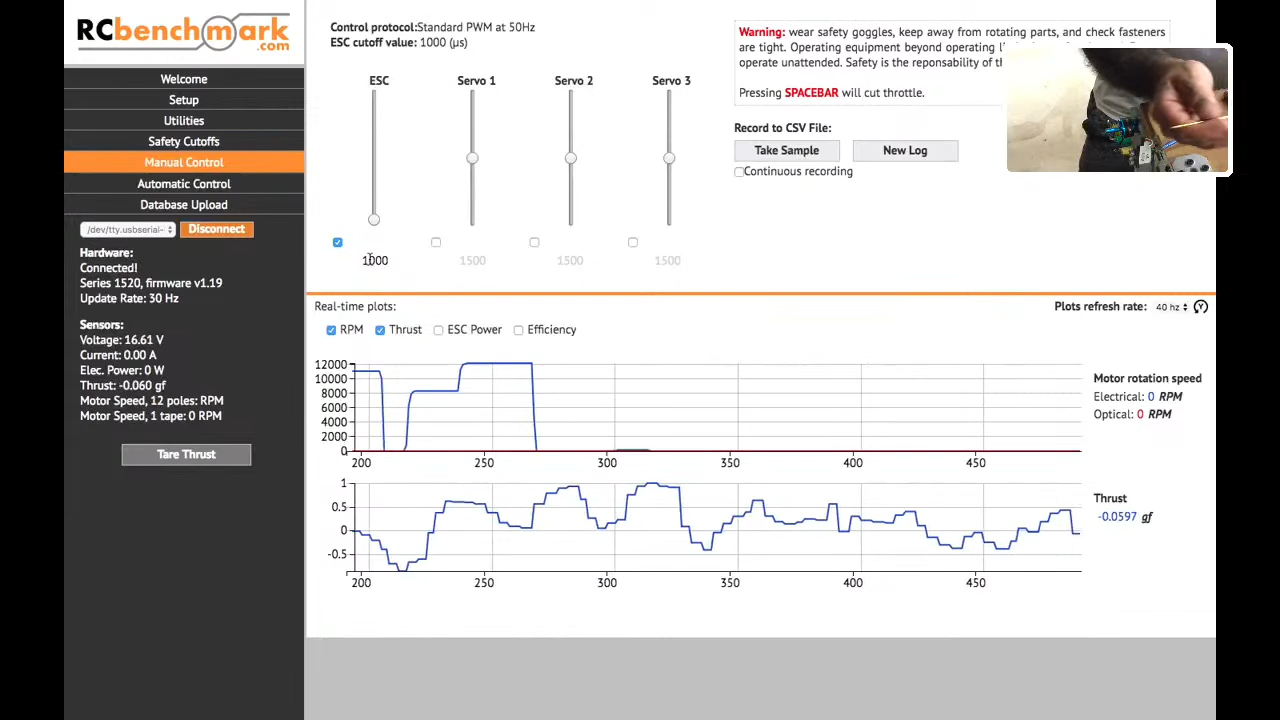 RCbenchmark
.com
Welcome
Setup
Utilities
Safety Cutoffs
Manual Control
Automatic Control
Database Upload
/dev/tty.usbserial-
Disconnect
Hardware:
Connected!
Series 1520, firmware v1.19
Update Rate: 30 Hz
Sensors:
Voltage: 16.61 V
Current: 0.00 A
Elec. Power: 0 W
Thrust: -0.060 gf
Motor Speed, 12 poles: RPM
Motor Speed, 1 tape: 0 RPM
Tare Thrust
Control protocol:Standard PWM at 50Hz
ESC cutoff value: 1000 (µs)
ESC Servo 1 Servo 2 Servo 3
1000 1500 1500 1500
Warning: wear safety goggles, keep away from rotating parts, and check fasteners
are tight. Operating equipment beyond operating
operate unattended. Safety is the reponsability of
Pressing SPACEBAR will cut throttle.
Record to CSV File:
Take Sample New Log
Continuous recording
Real-time plots:
Plots refresh rate: 40 hz Y
RPM Thrust ESC Power Efficiency
12000
10000
8000
6000
4000
2000
0
200 250 300 350 400 450
Motor rotation speed
Electrical: 0 RPM
Optical: 0 RPM
1
0.5
0
-0.5
200 250 300 350 400 450
Thrust
-0.0597 gf